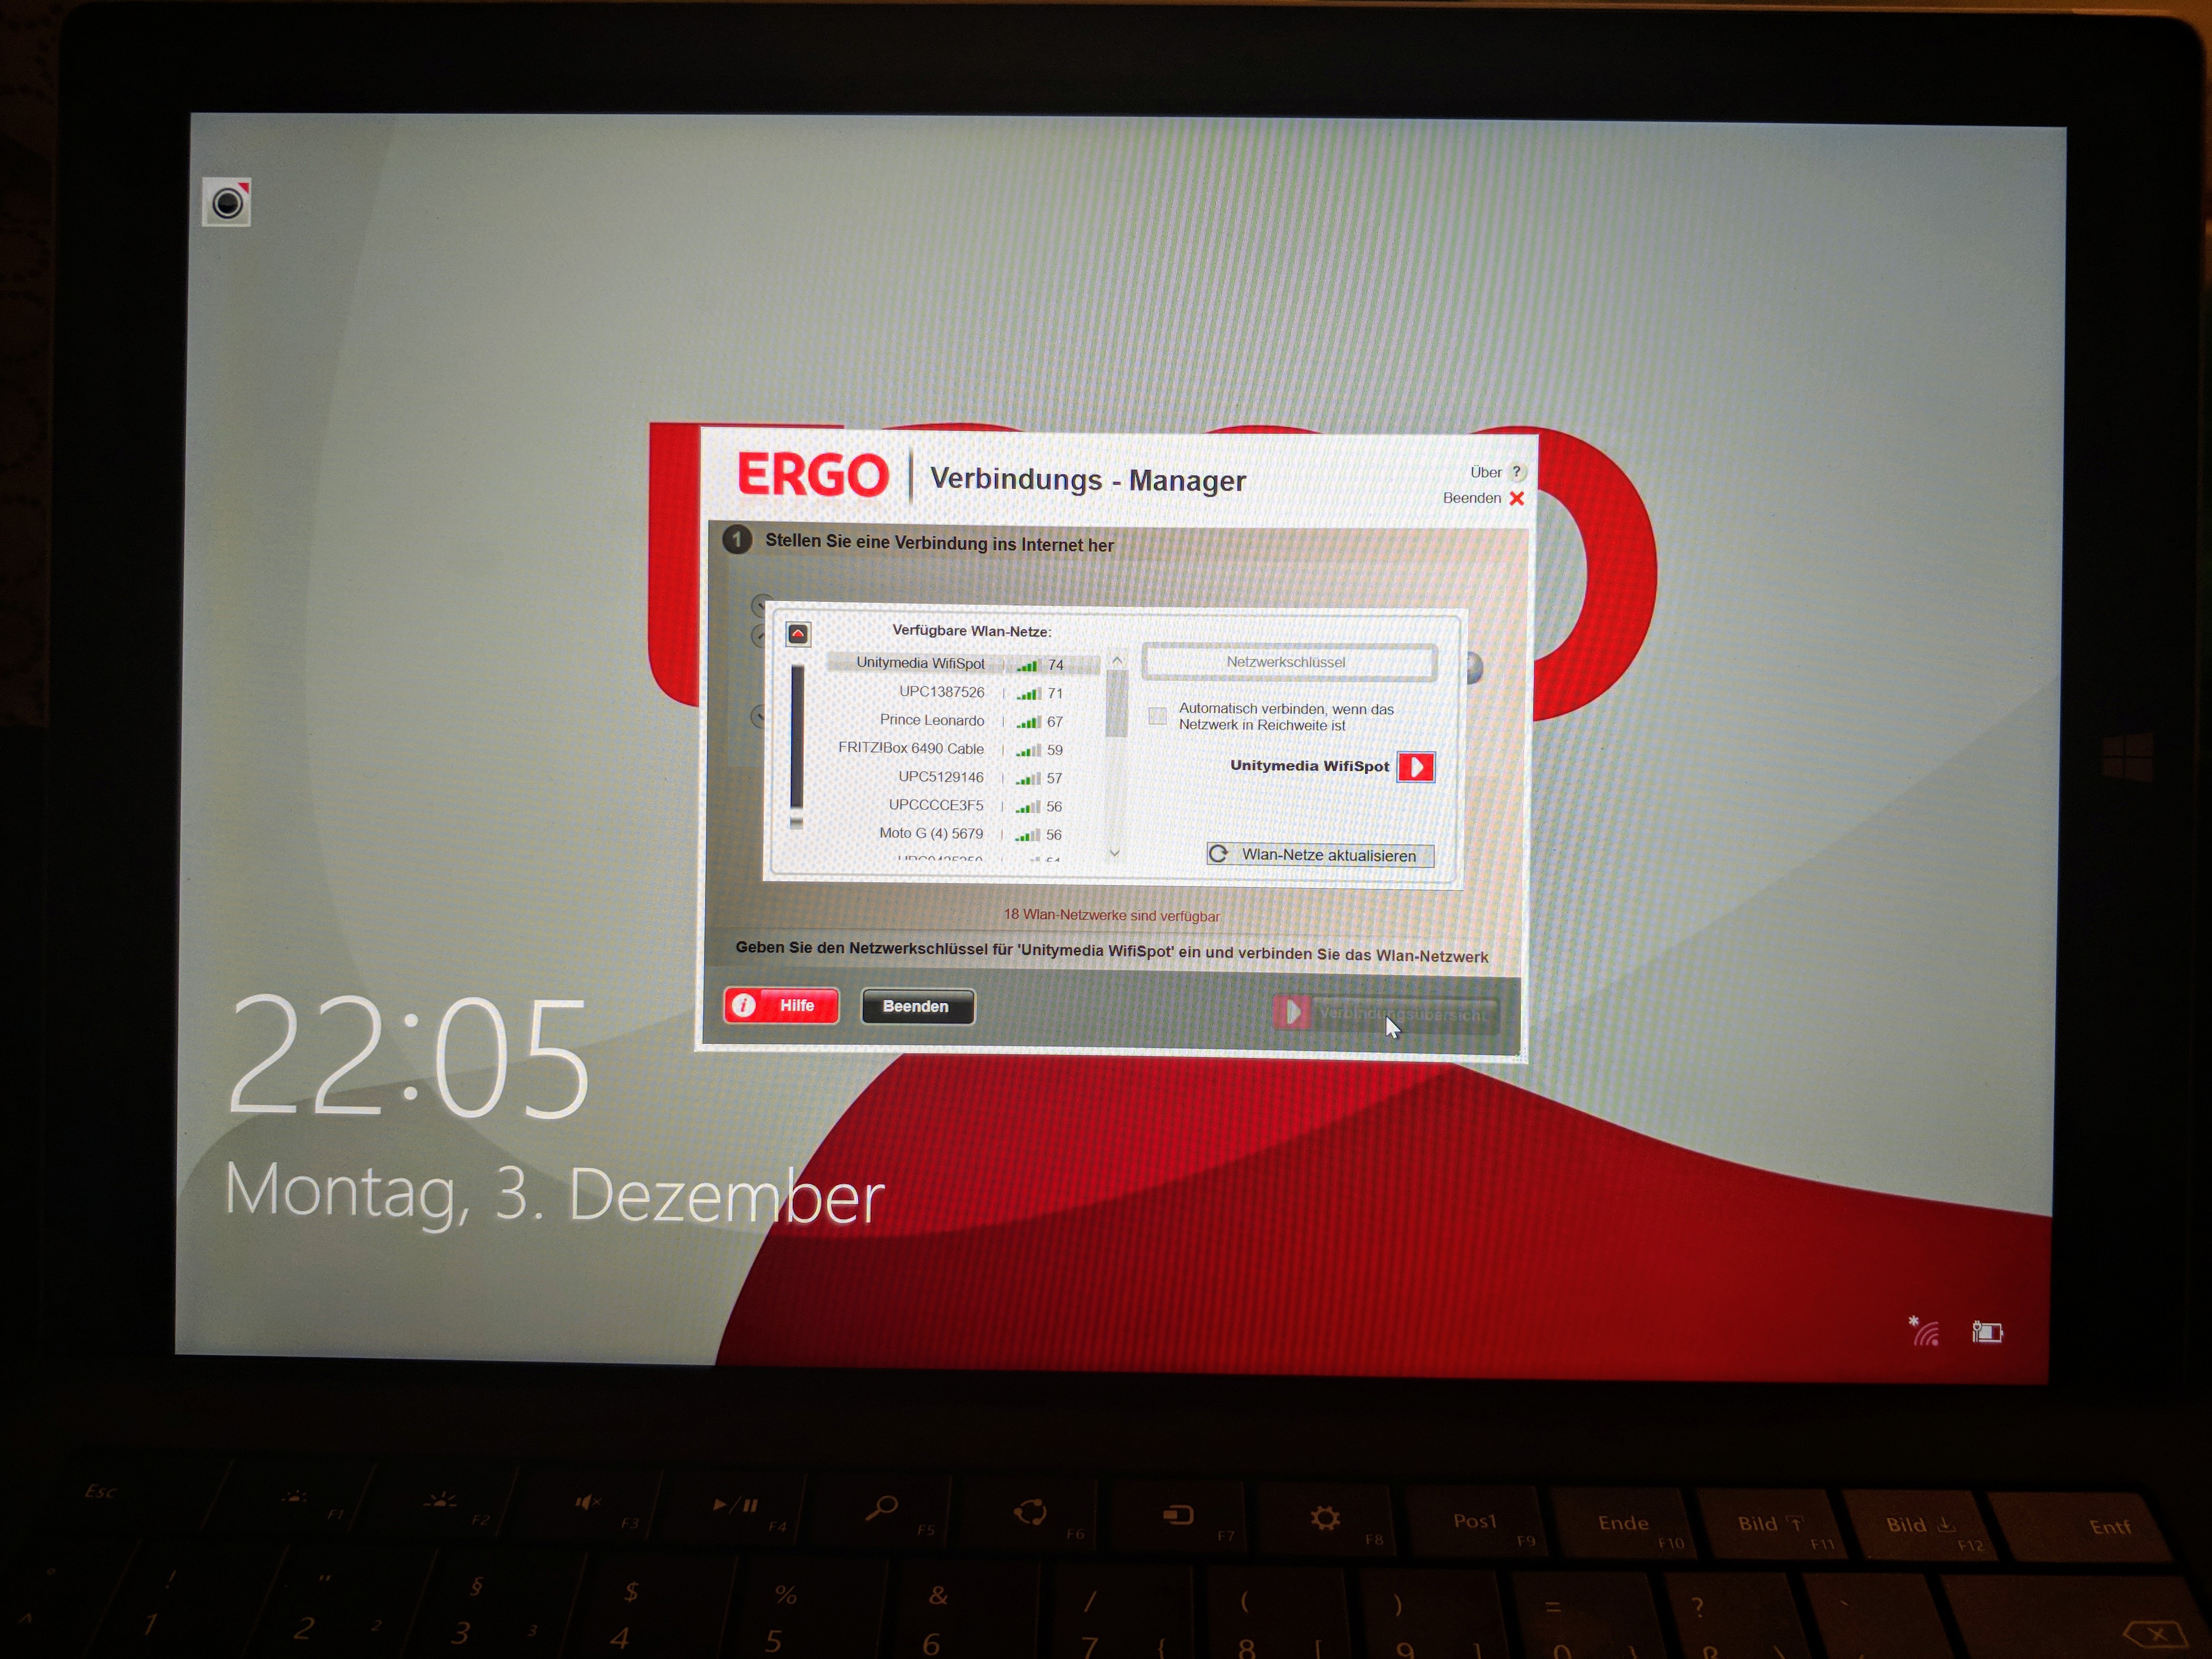 ERGO
Verbindungs - Manager
Über ?
Beenden
1 Stellen Sie eine Verbindung ins Internet her
Verfügbare Wlan-Netze:
Unitymedia WifiSpot | 74
UPC1387526 | 71
Prince Leonardo | 67
FRITZ!Box 6490 Cable | 59
UPC5129146 | 57
UPCCCCE3F5 | 56
Moto G (4) 5679 | 56
Netzwerkschlüssel
Automatisch verbinden, wenn das
Netzwerk in Reichweite ist
Unitymedia WifiSpot
Wlan-Netze aktualisieren
18 Wlan-Netzwerke sind verfügbar
Geben Sie den Netzwerkschlüssel für 'Unitymedia WifiSpot' ein und verbinden Sie das Wlan-Netzwerk
i Hilfe
Beenden
Verbindungsübersicht
22:05
Montag, 3. Dezember
Esc F1 F2 F3 F4 F5 F6 F7 F8 Pos1 F9 Ende F10 Bild F11 Bild F12 Entf
° ! " § $ % & / ( ) = ? `
^ 1 2 2 3 3 4 5 6 7 { 8 [ 9 ]